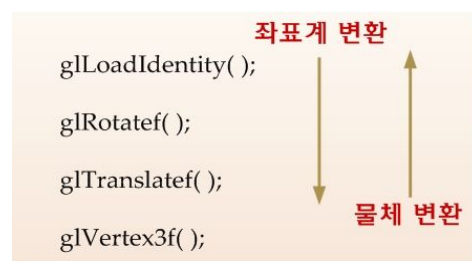 좌표계 변환
glLoadIdentity( );
glRotatef( );
glTranslatef( );
물체 변환
glVertex3f( );